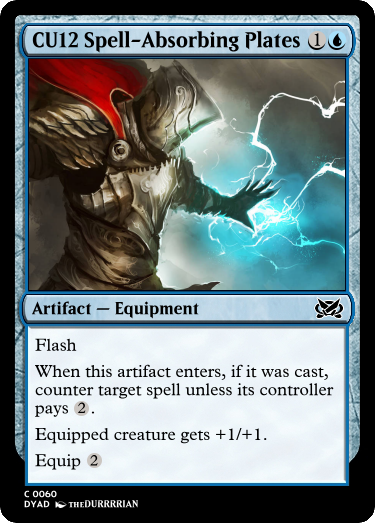 CU12 Spell-Absorbing Plates 1
Artifact — Equipment
Flash
When this artifact enters, if it was cast,
counter target spell unless its controller
pays 2.
Equipped creature gets +1/+1.
Equip 2
C 0060
DYAD THEDURRRRIAN